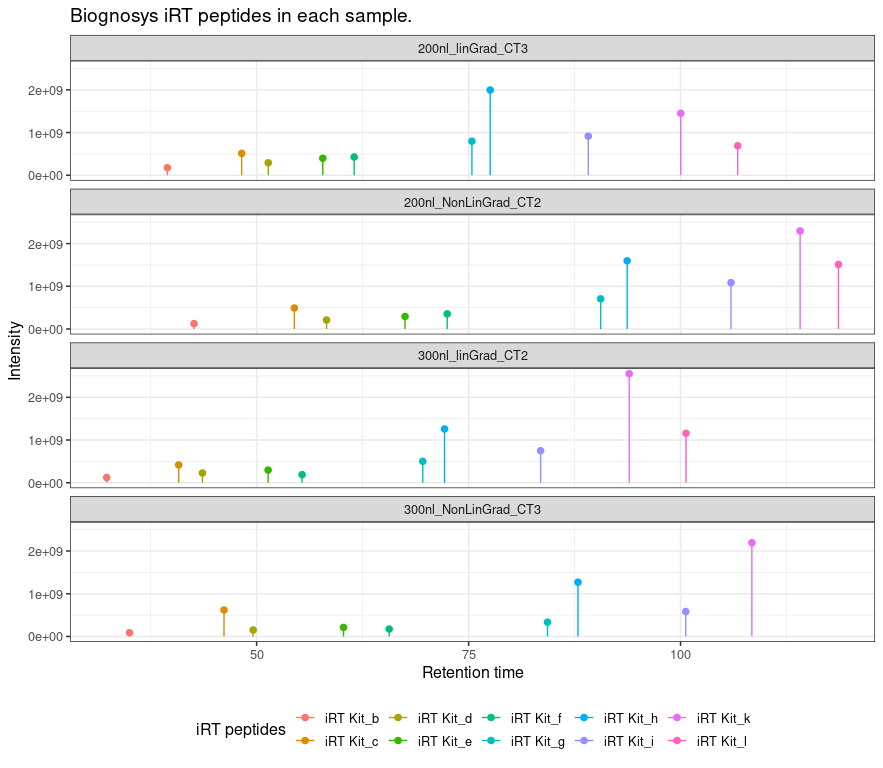 Biognosys iRT peptides in each sample.
200nl_linGrad_CT3
2e+09
1e+09
0e+00
200nl_NonLinGrad_CT2
2e+09
1e+09
0e+00
Intensity
300nl_linGrad_CT2
2e+09
1e+09
0e+00
300nl_NonLinGrad_CT3
2e+09
1e+09
0e+00
50 75 100
Retention time
iRT peptides
iRT Kit_b iRT Kit_d iRT Kit_f iRT Kit_h iRT Kit_k
iRT Kit_c iRT Kit_e iRT Kit_g iRT Kit_i iRT Kit_l